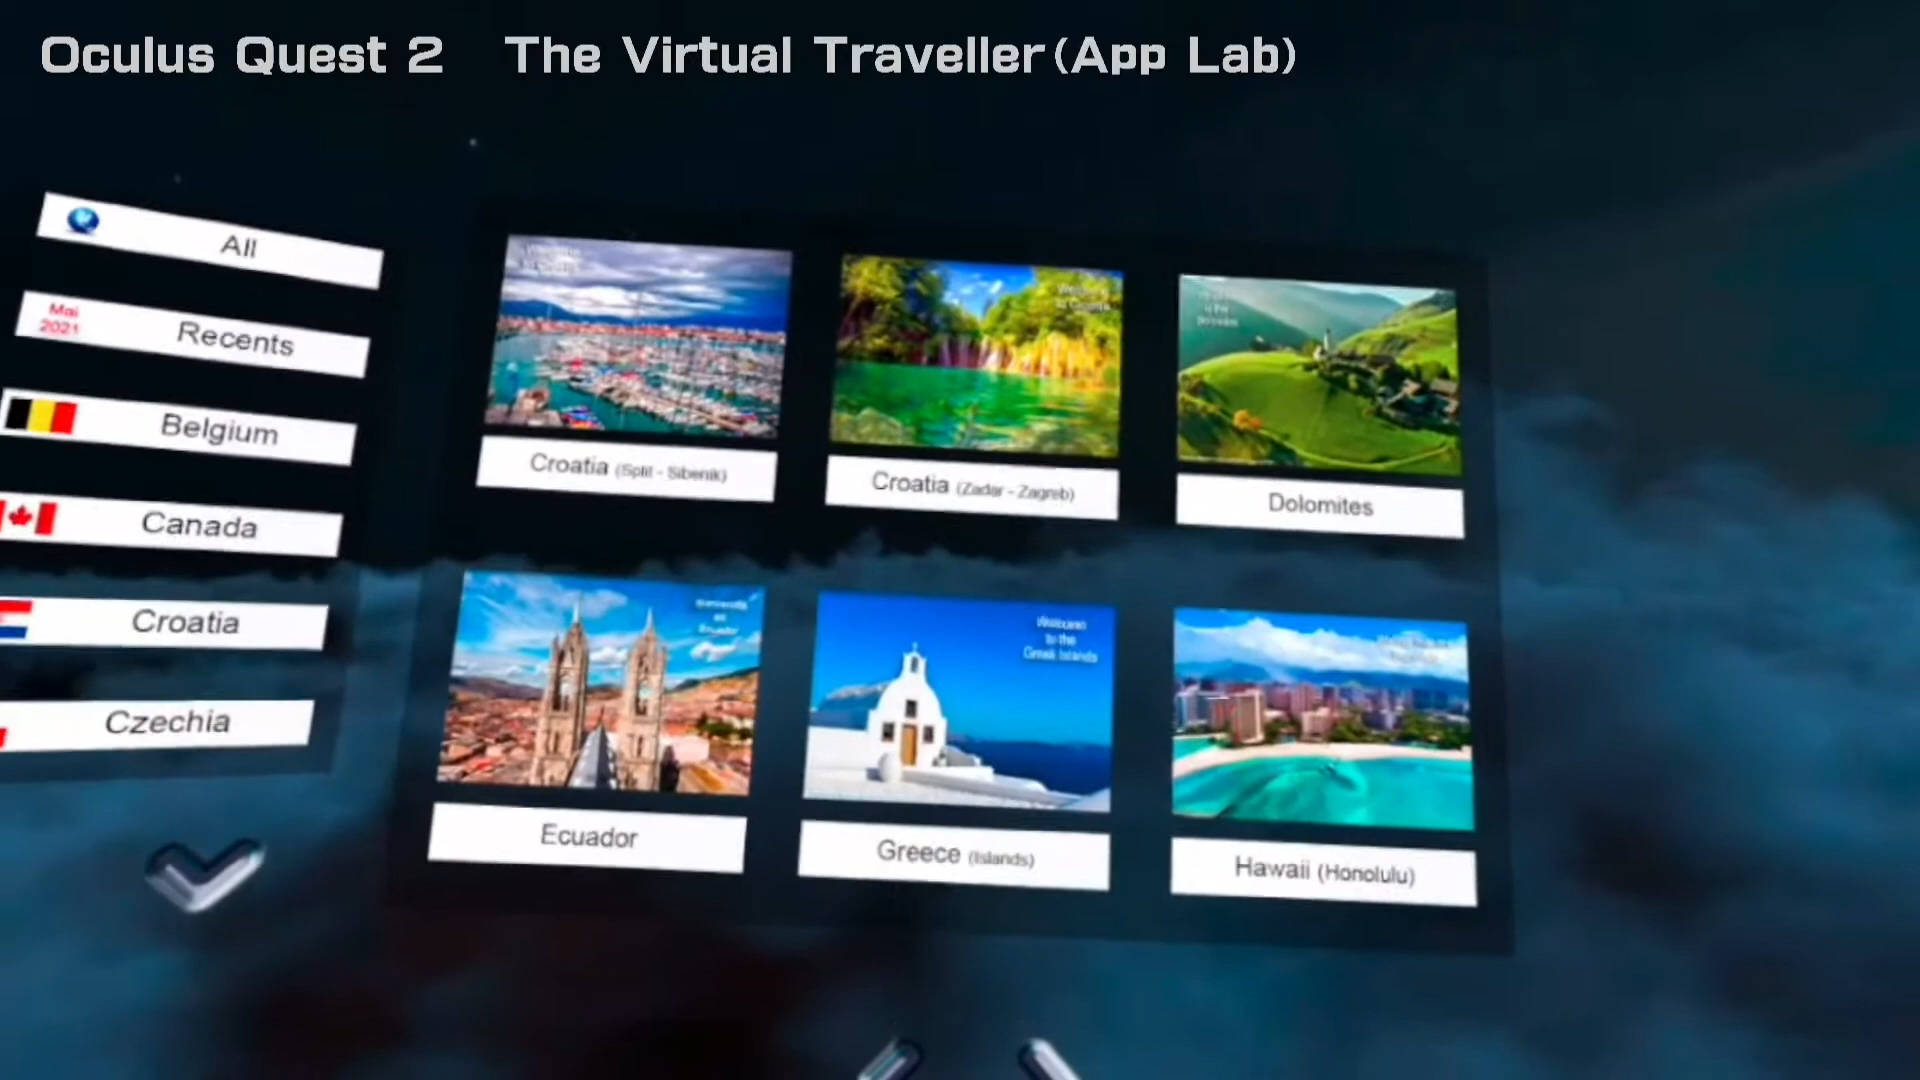 Oculus Quest 2 The Virtual Traveller (App Lab)
All
Mai
2021
Recents
Belgium
Canada
Croatia
Czechia
Croatia (Split - Sibenik)
Croatia (Zadar - Zagreb)
Dolomites
Ecuador
Welcome
to the
Greek Islands
Greece (Islands)
Hawaii (Honolulu)